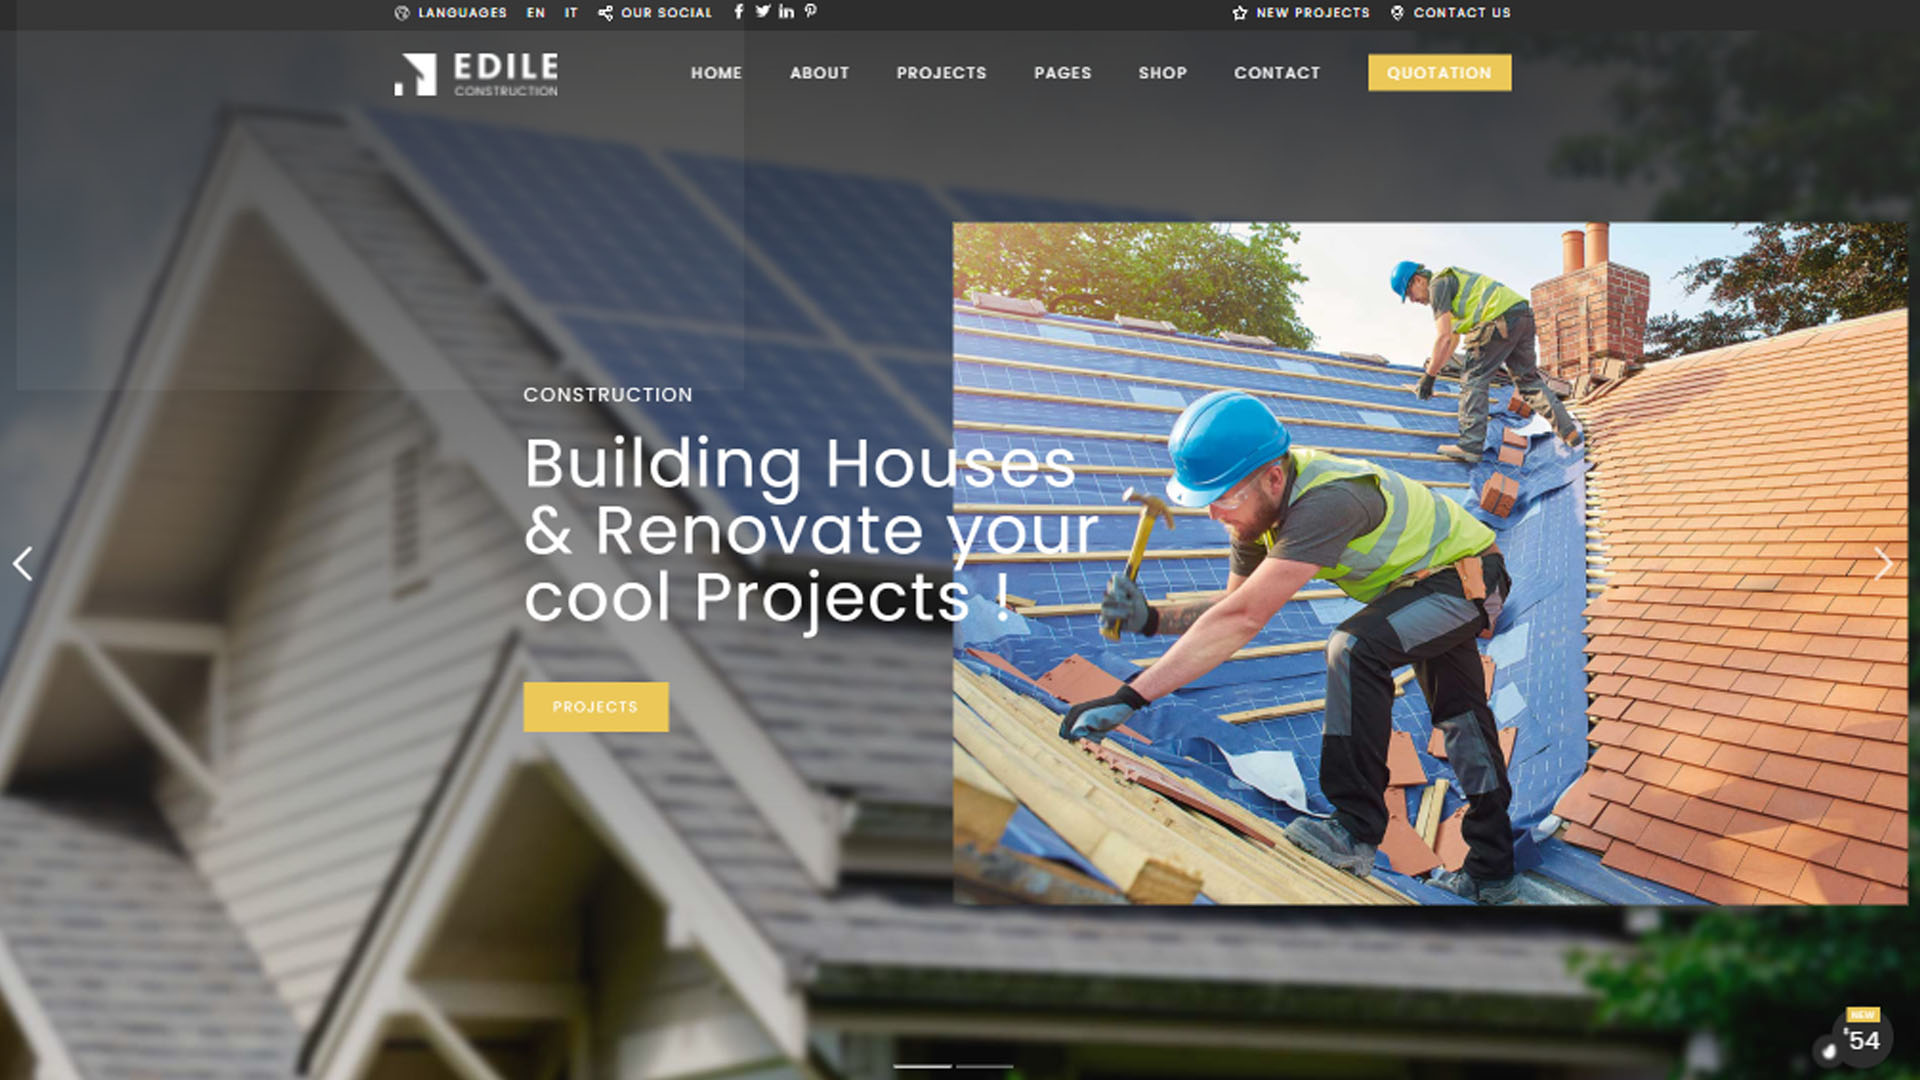 LANGUAGES EN IT OUR SOCIAL NEW PROJECTS CONTACT US
EDILE
CONSTRUCTION
HOME ABOUT PROJECTS PAGES SHOP CONTACT QUOTATION
CONSTRUCTION
Building Houses
& Renovate your
cool Projects !
PROJECTS
NEW
$54